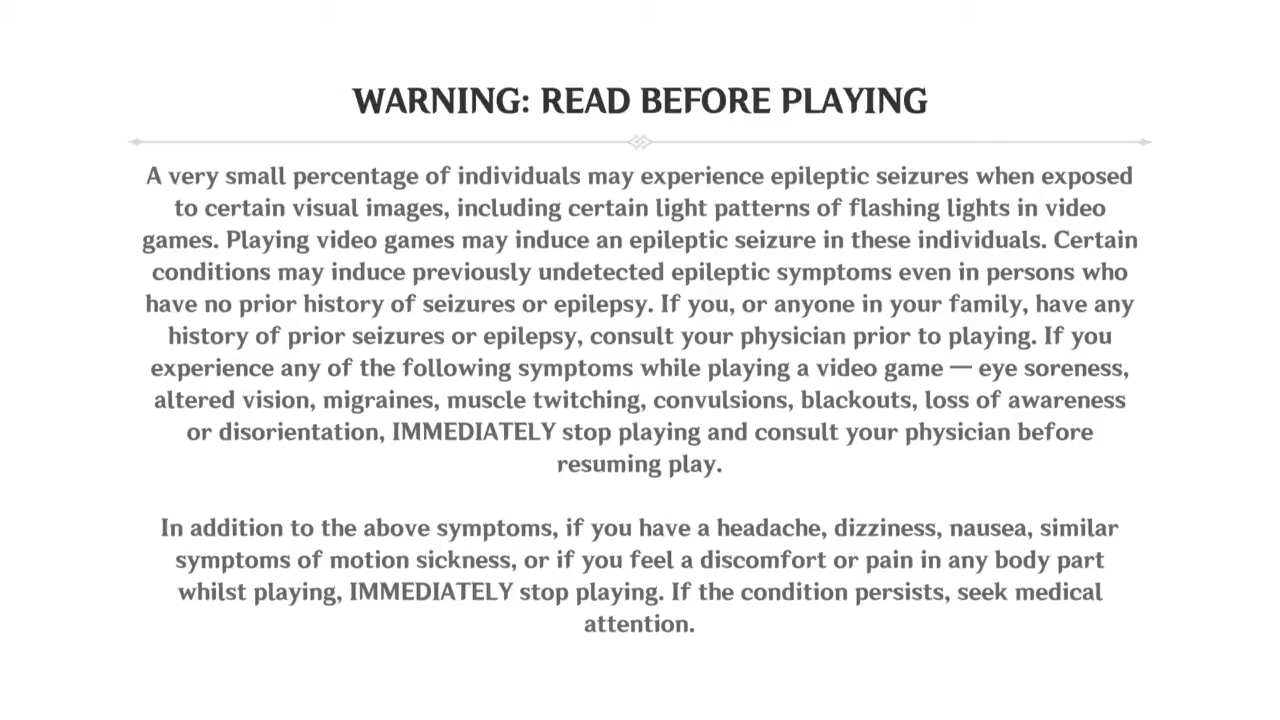 WARNING: READ BEFORE PLAYING
A very small percentage of individuals may experience epileptic seizures when exposed
to certain visual images, including certain light patterns of flashing lights in video
games. Playing video games may induce an epileptic seizure in these individuals. Certain
conditions may induce previously undetected epileptic symptoms even in persons who
have no prior history of seizures or epilepsy. If you, or anyone in your family, have any
history of prior seizures or epilepsy, consult your physician prior to playing. If you
experience any of the following symptoms while playing a video game — eye soreness,
altered vision, migraines, muscle twitching, convulsions, blackouts, loss of awareness
or disorientation, IMMEDIATELY stop playing and consult your physician before
resuming play.
In addition to the above symptoms, if you have a headache, dizziness, nausea, similar
symptoms of motion sickness, or if you feel a discomfort or pain in any body part
whilst playing, IMMEDIATELY stop playing. If the condition persists, seek medical
attention.